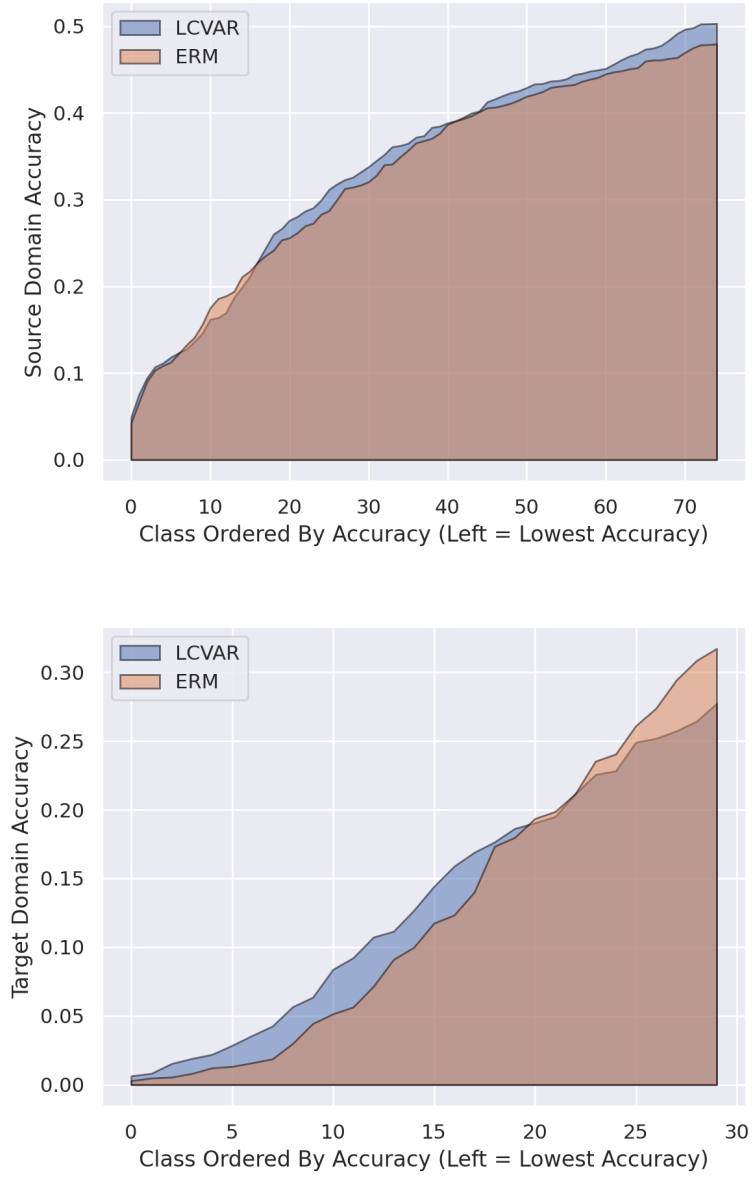 LCVAR
ERM
0.5
0.4
0.3
0.2
0.1
0.0
Source Domain Accuracy
0 10 20 30 40 50 60 70
Class Ordered By Accuracy (Left = Lowest Accuracy)
LCVAR
ERM
0.30
0.25
0.20
0.15
0.10
0.05
0.00
Target Domain Accuracy
0 5 10 15 20 25 30
Class Ordered By Accuracy (Left = Lowest Accuracy)